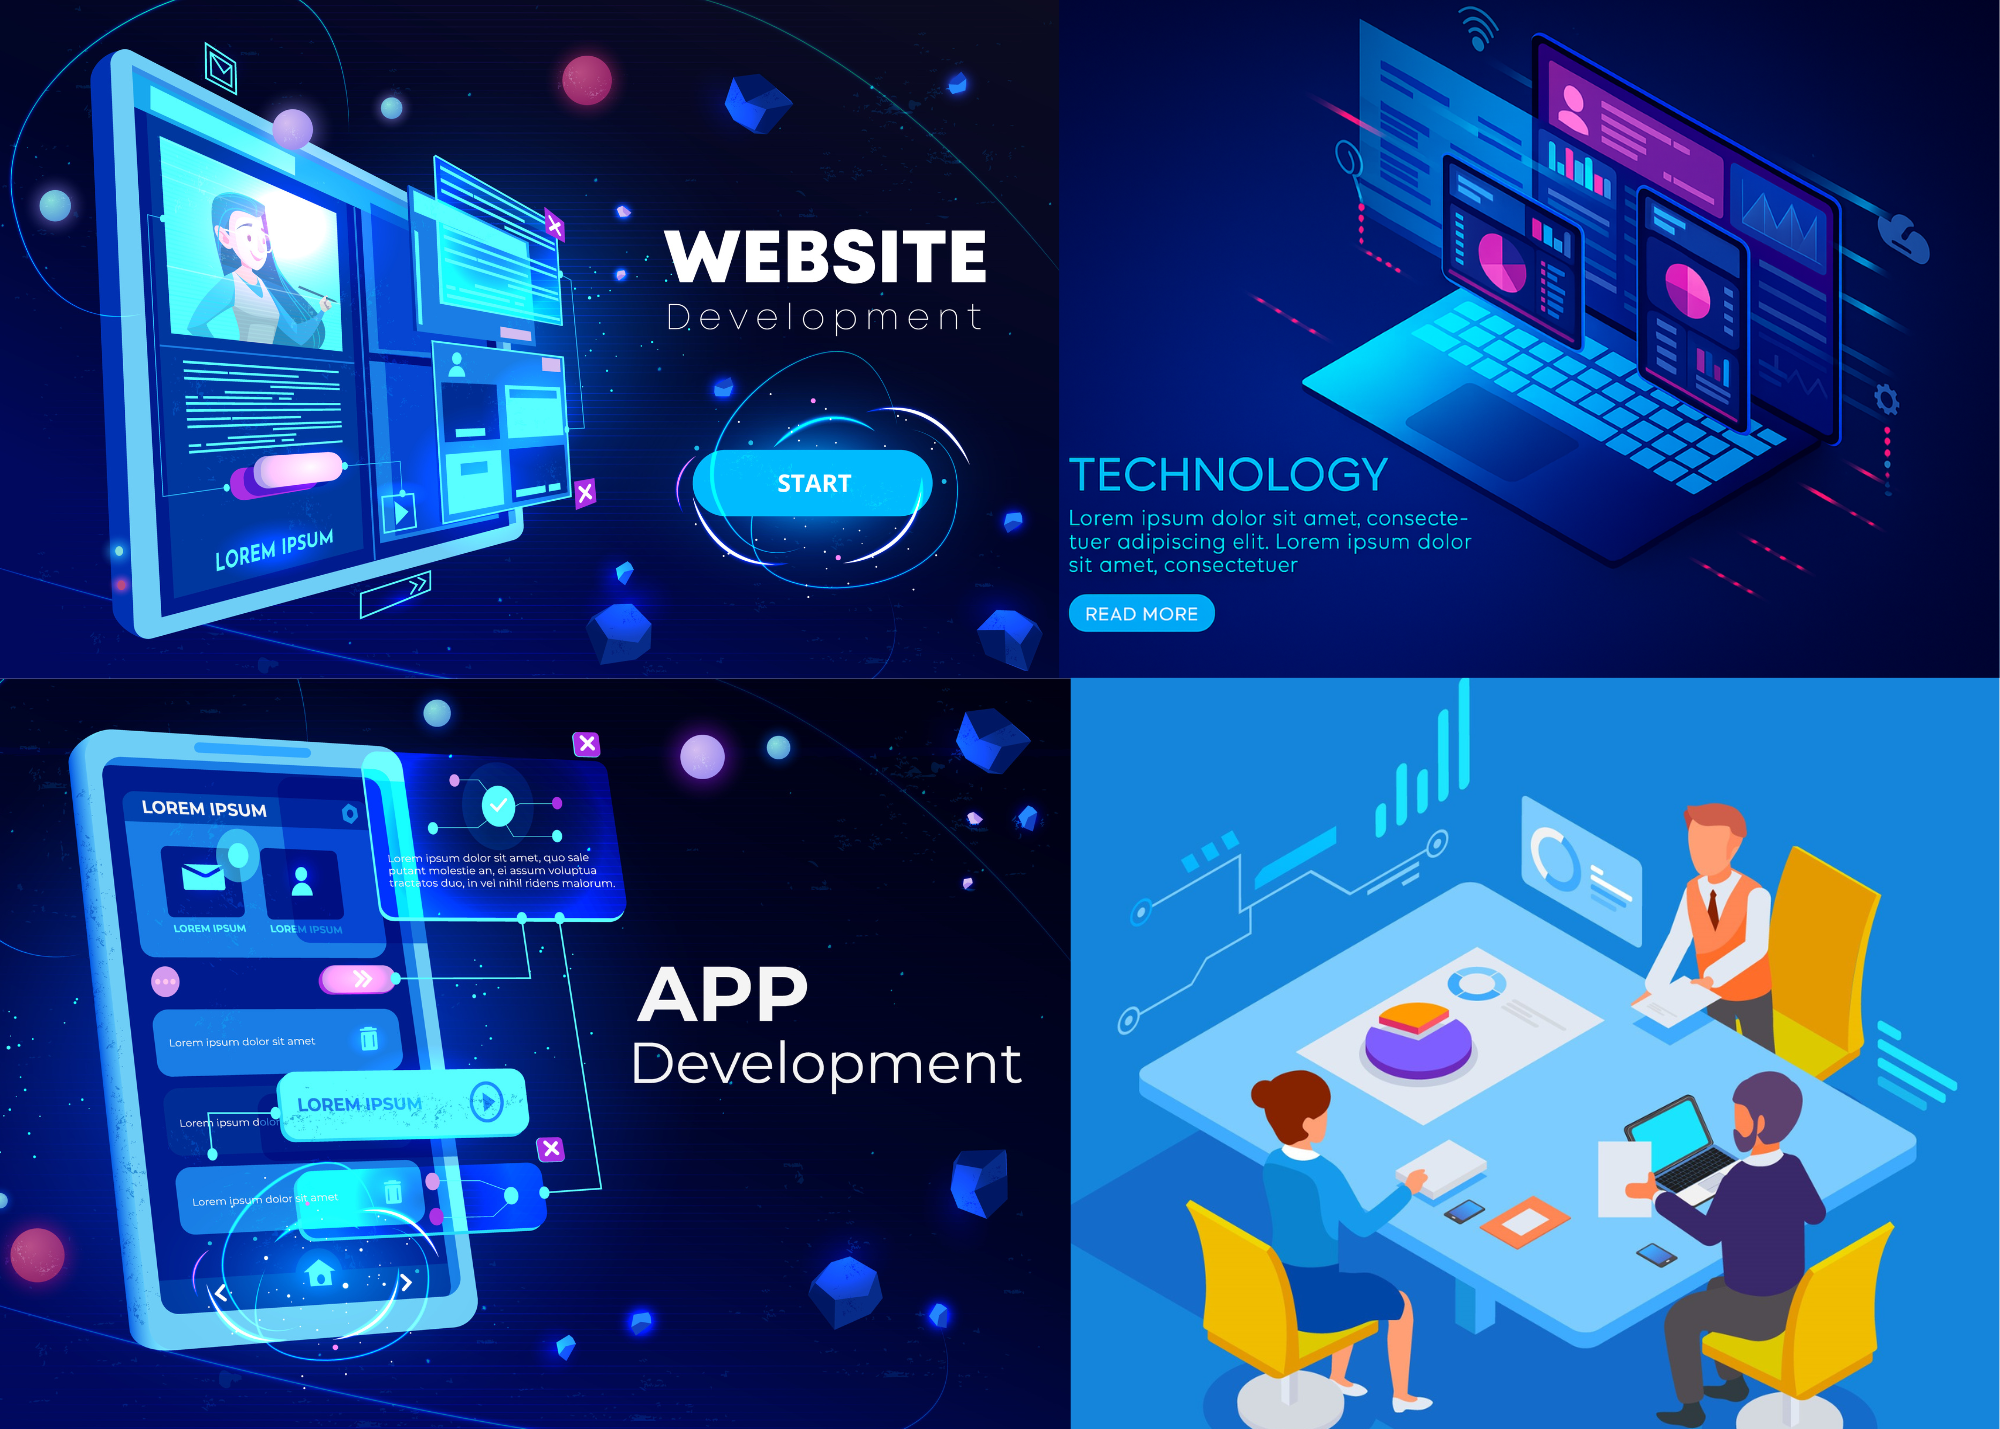 WEBSITE
Development
START
LOREM IPSUM
TECHNOLOGY
Lorem ipsum dolor sit amet, consecte-
tuer adipiscing elit. Lorem ipsum dolor
sit amet, consectetuer
READ MORE
LOREM IPSUM
LOREM IPSUM
LOREM IPSUM
Lorem ipsum dolor sit amet, quo sale
putant molestie an, ei assum voluptua
tractatos duo, in vei nihil ridens malorum.
APP
Development
Lorem ipsum dolor sit amet
LOREM IPSUM
Lorem ipsum dolor
Lorem ipsum dolor sit amet